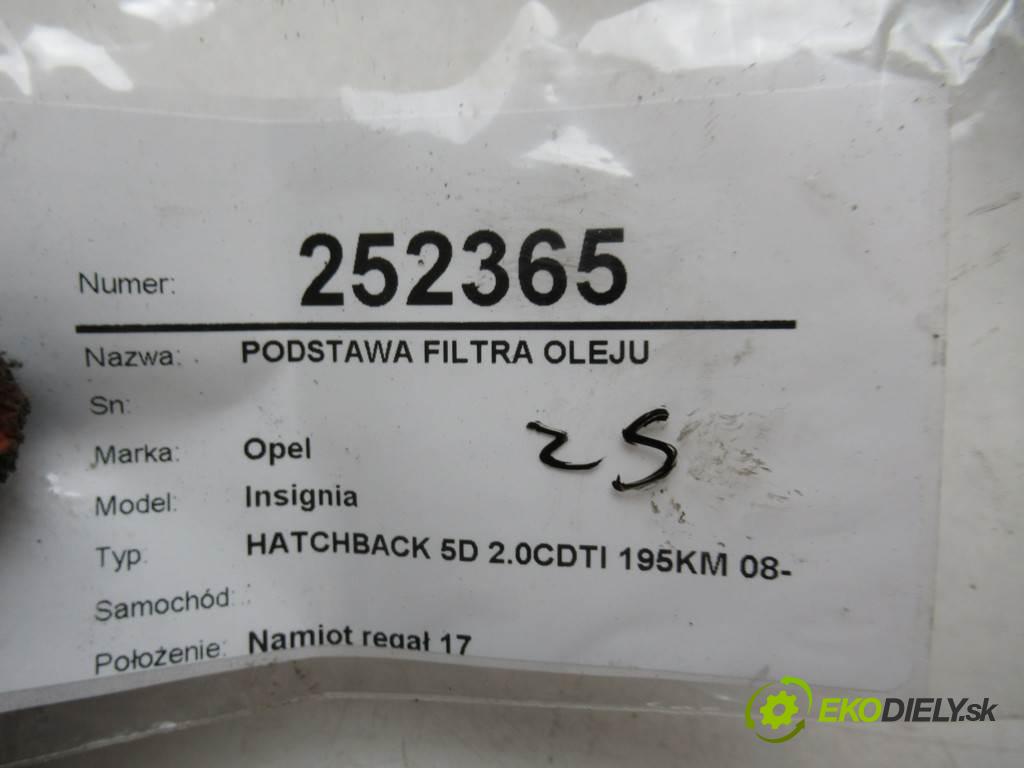 Numer: 252365
Nazwa: PODSTAWA FILTRA OLEJU
Sn:
Marka: Opel
25
Model: Insignia
Typ: HATCHBACK 5D 2.0CDTI 195KM 08-
Samochód:
Położenie: Namiot regał 17
EKODIELY.sk